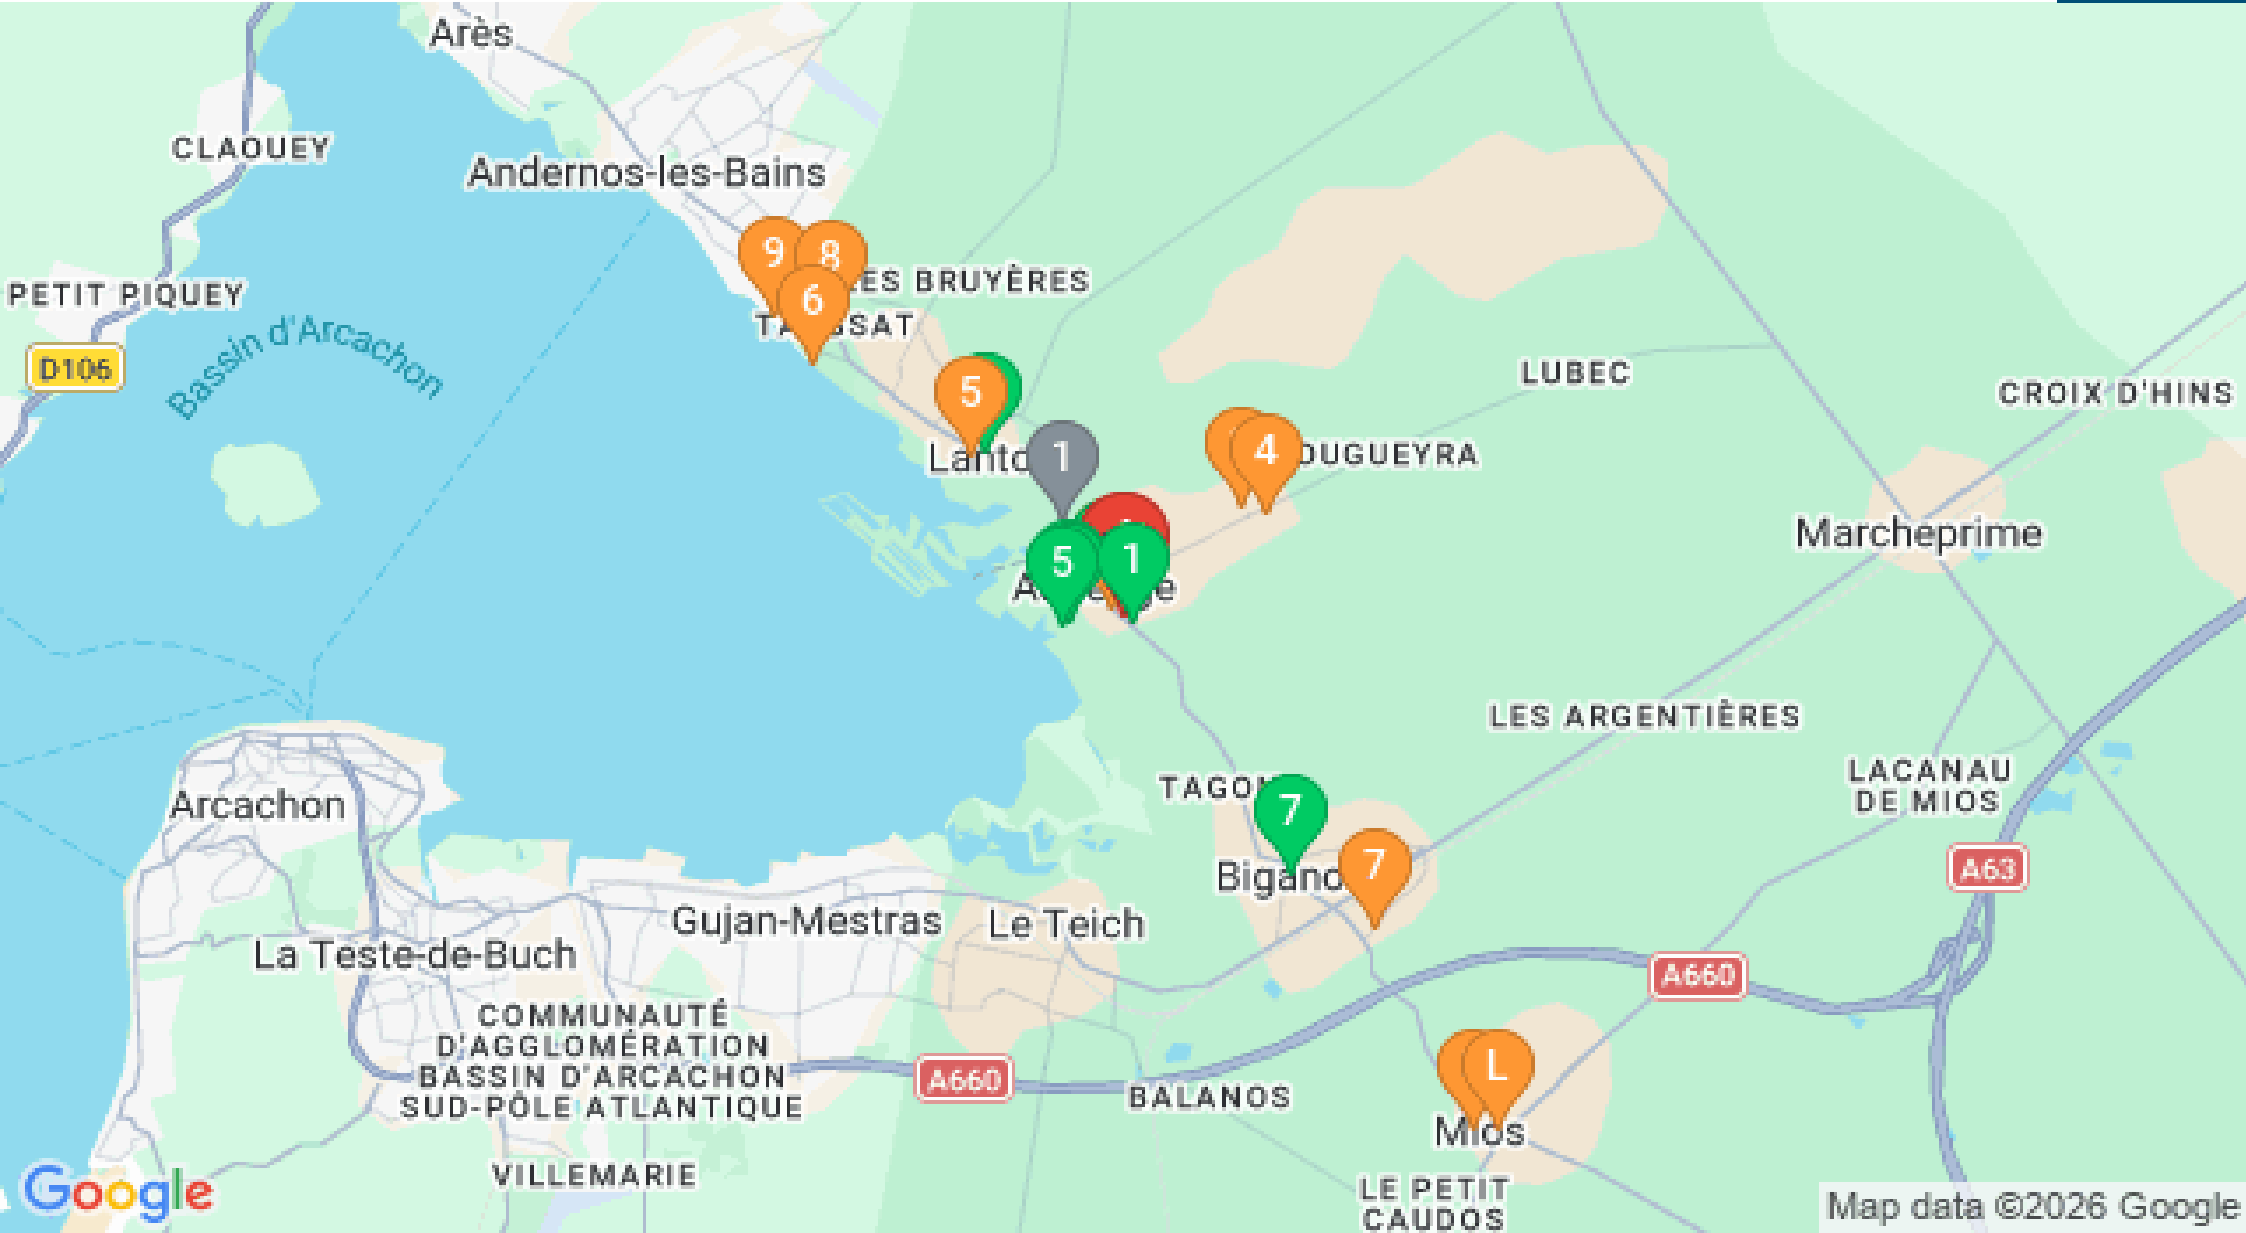 Arès
CLAOUEY
Andernos-les-Bains
9
8
ES BRUYÈRES
PETIT PIQUEY
6
Bassin d'Arcachon
D106
LUBEC
CROIX D'HINS
5
1
4
OUGUEYRA
Marcheprime
5
1
LES ARGENTIÈRES
LACANAU
DE MIOS
Arcachon
7
7
A63
Gujan-Mestras
Le Teich
La Teste-de-Buch
A660
COMMUNAUTÉ
D'AGGLOMÉRATION
BASSIN D'ARCACHON
SUD-PÔLE ATLANTIQUE
A660
BALANOS
L
Mios
VILLEMARIE
LE PETIT
CAUDOS
Google
Map data ©2026 Google